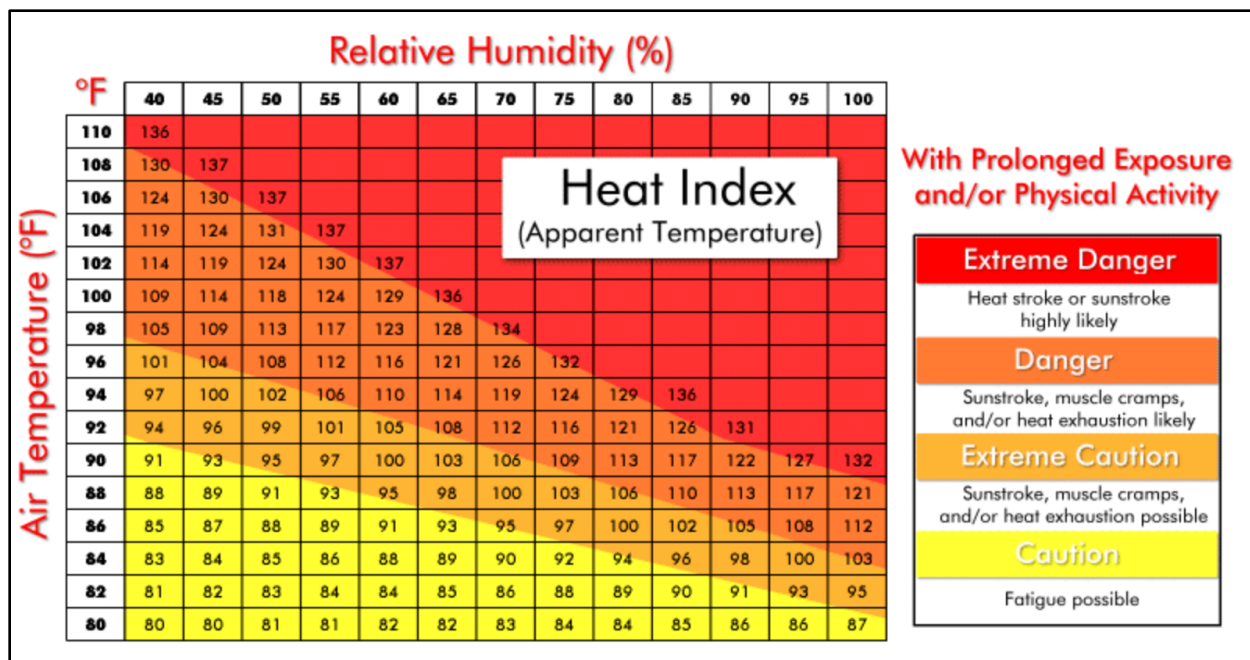 Relative Humidity (%)
°F 40 45 50 55 60 65 70 75 80 85 90 95 100
110 136
108 130 137
106 124 130 137
104 119 124 131 137
102 114 119 124 130 137
100 109 114 118 124 129 136
98 105 109 113 117 123 128 134
96 101 104 108 112 116 121 126 132
94 97 100 102 106 110 114 119 124 129 136
92 94 96 99 101 105 108 112 116 121 126 131
90 91 93 95 97 100 103 106 109 113 117 122 127 132
88 88 89 91 93 95 98 100 103 106 110 113 117 121
86 85 87 88 89 91 93 95 97 100 102 105 108 112
84 83 84 85 86 88 89 90 92 94 96 98 100 103
82 81 82 83 84 84 85 86 88 89 90 91 93 95
80 80 80 81 81 82 82 83 84 84 85 86 86 87
Air Temperature (°F)
Heat Index
(Apparent Temperature)
With Prolonged Exposure
and/or Physical Activity
Extreme Danger
Heat stroke or sunstroke
highly likely
Danger
Sunstroke, muscle cramps,
and/or heat exhaustion likely
Extreme Caution
Sunstroke, muscle cramps,
and/or heat exhaustion possible
Caution
Fatigue possible